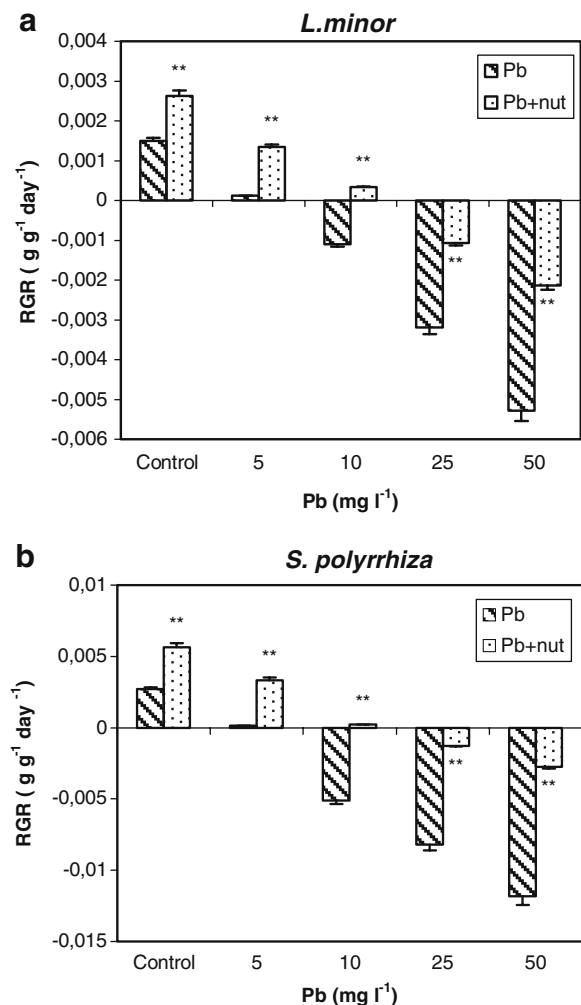 a
L.minor
0,004
0,003
0,002
0,001
0
-0,001
-0,002
-0,003
-0,004
-0,005
-0,006
RGR ( g g-1 day -1)
Pb
Pb+nut
**
**
**
**
**
Control 5 10 25 50
Pb (mg l-1)
b
S. polyrrhiza
0,01
0,005
0
-0,005
-0,01
-0,015
RGR ( g g-1 day -1)
Pb
Pb+nut
**
**
**
**
**
Control 5 10 25 50
Pb (mg l-1)